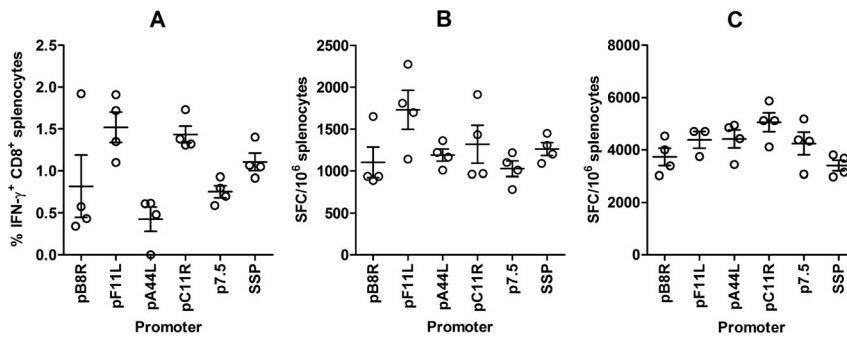 A
% IFN-γ⁺ CD8⁺ splenocytes
2.5
2.0
1.5
1.0
0.5
0.0
pB8R
pF11L
pA44L
pC11R
p7.5
SSP
Promoter
B
SFC/10⁶ splenocytes
2500
2000
1500
1000
500
0
pB8R
pF11L
pA44L
pC11R
p7.5
SSP
Promoter
C
SFC/10⁶ splenocytes
8000
6000
4000
2000
0
pB8R
pF11L
pA44L
pC11R
p7.5
SSP
Promoter